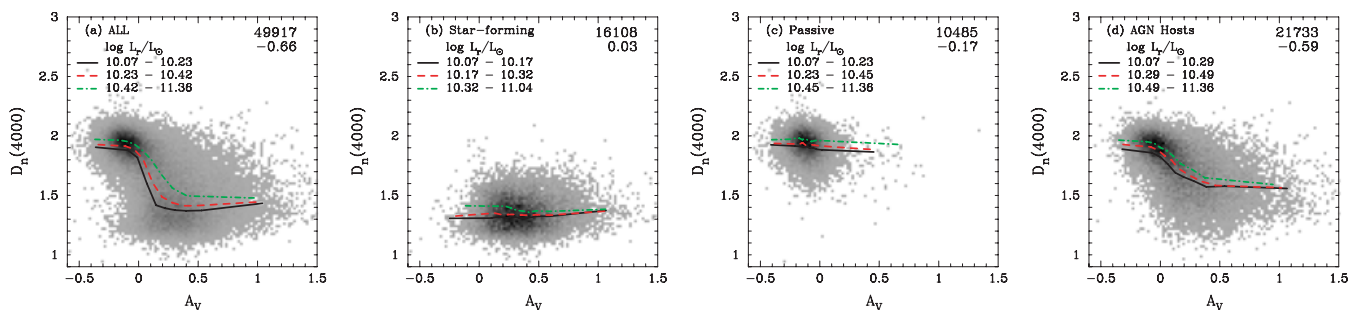 (a) ALL 49917
log L_r/L_⊙ −0.66
10.07 − 10.23
10.23 − 10.42
10.42 − 11.36
3
2.5
2
1.5
1
D_n(4000)
−0.5 0 0.5 1 1.5
A_V
(b) Star-forming 16108
log L_r/L_⊙ 0.03
10.07 − 10.17
10.17 − 10.32
10.32 − 11.04
3
2.5
2
1.5
1
D_n(4000)
−0.5 0 0.5 1 1.5
A_V
(c) Passive 10485
log L_r/L_⊙ −0.17
10.07 − 10.23
10.23 − 10.45
10.45 − 11.36
3
2.5
2
1.5
1
D_n(4000)
−0.5 0 0.5 1 1.5
A_V
(d) AGN Hosts 21733
log L_r/L_⊙ −0.59
10.07 − 10.29
10.29 − 10.49
10.49 − 11.36
3
2.5
2
1.5
1
D_n(4000)
−0.5 0 0.5 1 1.5
A_V